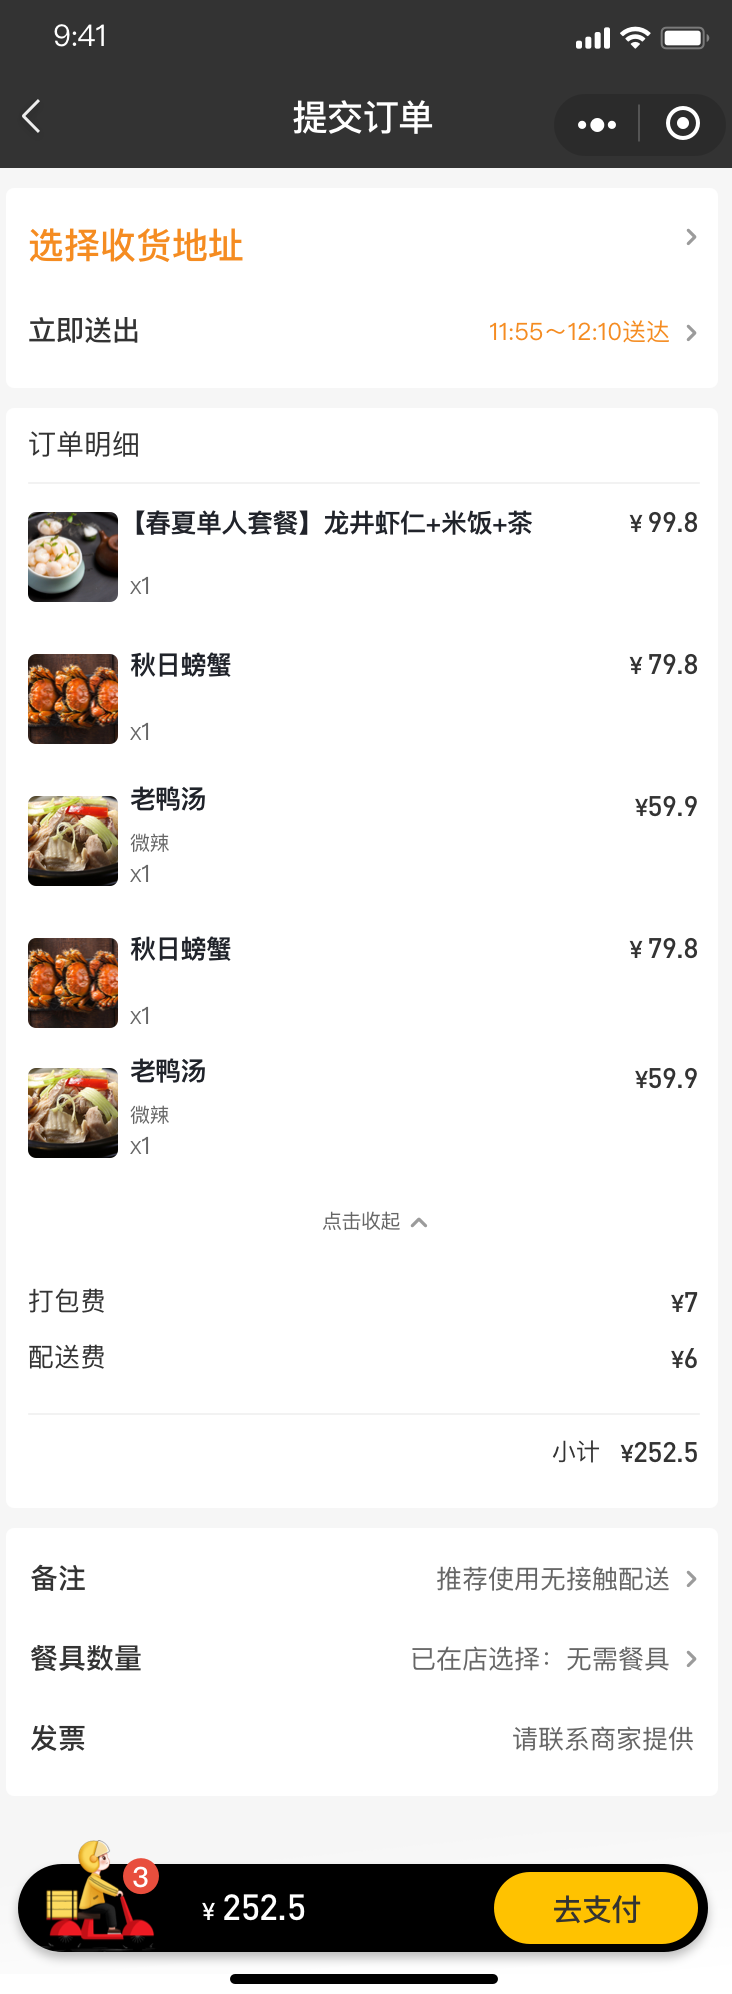 9:41
提交订单
选择收货地址
立即送出 11:55～12:10送达
订单明细
【春夏单人套餐】龙井虾仁+米饭+茶 ¥ 99.8
x1
秋日螃蟹 ¥ 79.8
x1
老鸭汤 ¥59.9
微辣
x1
秋日螃蟹 ¥ 79.8
x1
老鸭汤 ¥59.9
微辣
x1
点击收起
打包费 ¥7
配送费 ¥6
小计 ¥252.5
备注 推荐使用无接触配送
餐具数量 已在店选择：无需餐具
发票 请联系商家提供
3
¥ 252.5 去支付